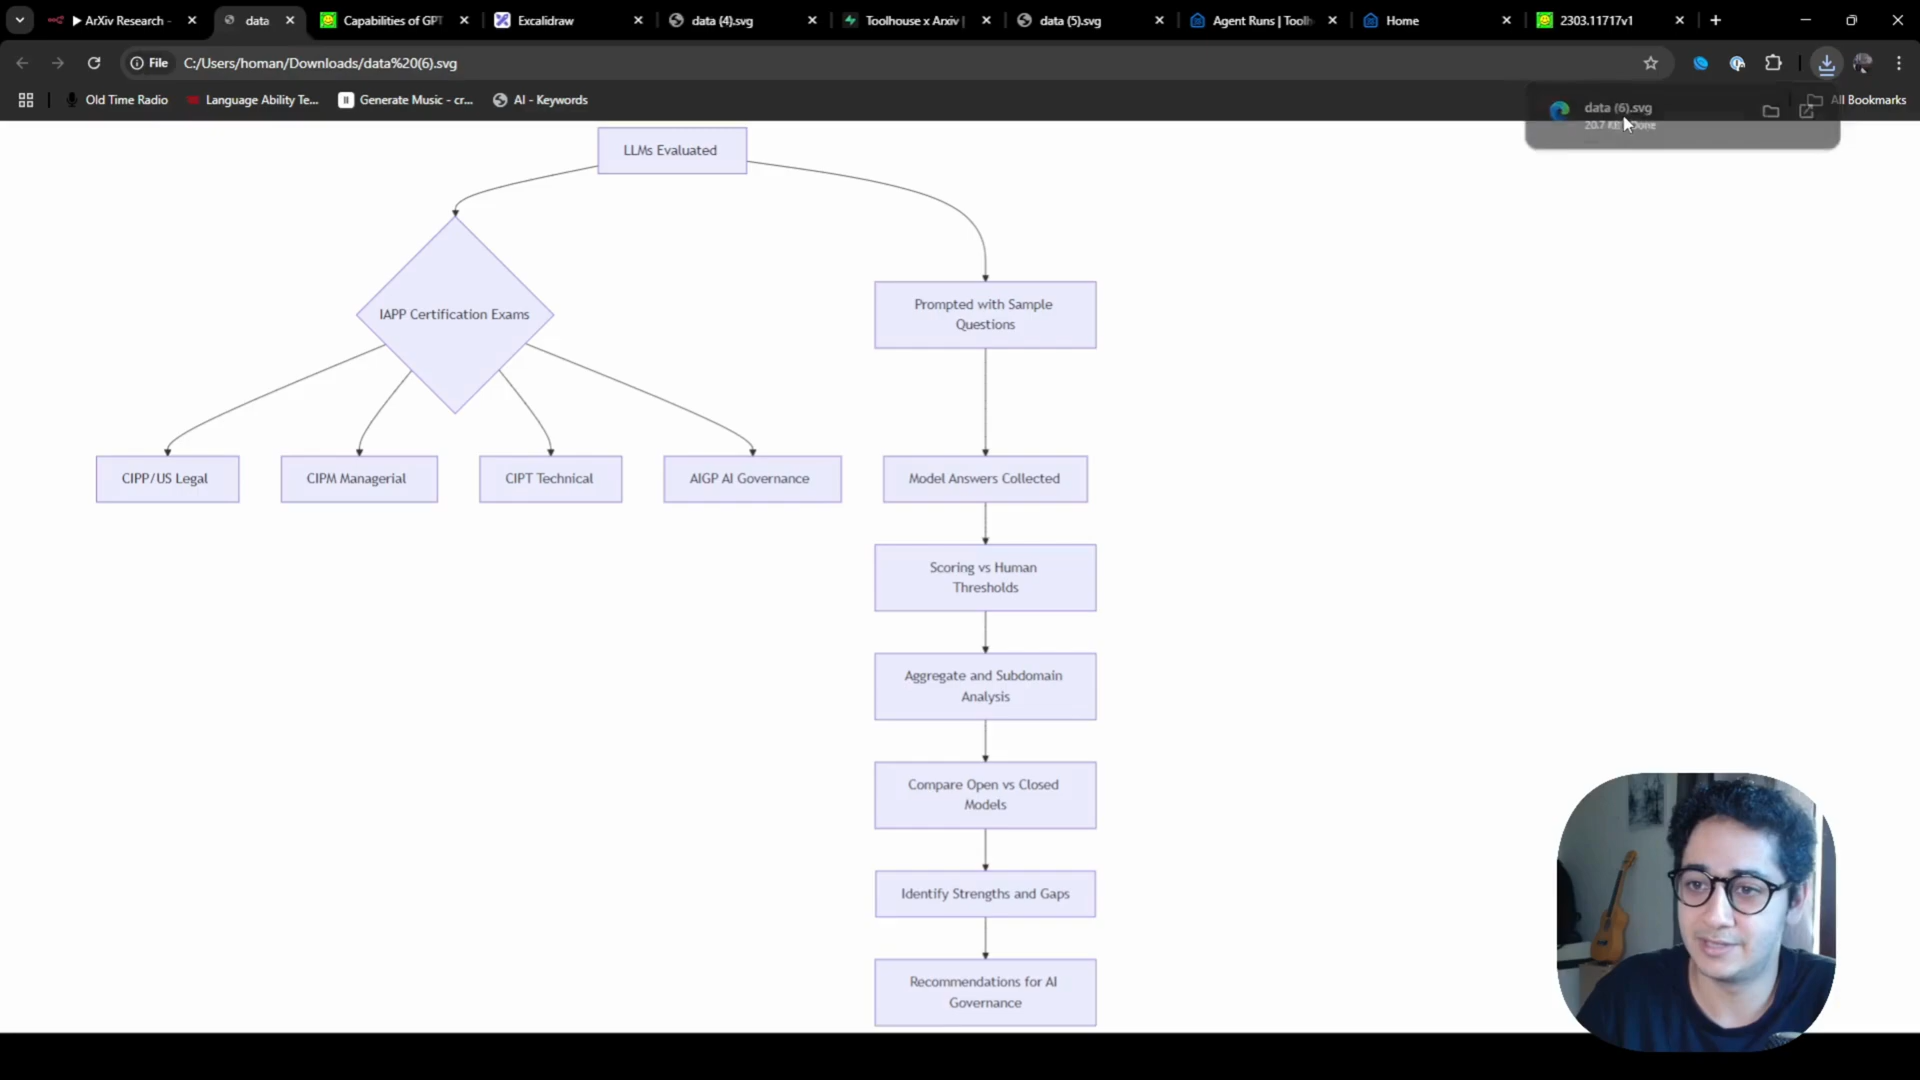 ArXiv Research -
data
Capabilities of GPT
Excalidraw
data (4).svg
Toolhouse x Arxiv |
data (5).svg
Agent Runs | Toolh
Home
2303.11717v1
File
C:/Users/homan/Downloads/data%20(6).svg
Old Time Radio
Language Ability Te...
Generate Music - cr...
AI - Keywords
All Bookmarks
data (6).svg
LLMs Evaluated
IAPP Certification Exams
Prompted with Sample
Questions
CIPP/US Legal
CIPM Managerial
CIPT Technical
AIGP AI Governance
Model Answers Collected
Scoring vs Human
Thresholds
Aggregate and Subdomain
Analysis
Compare Open vs Closed
Models
Identify Strengths and Gaps
Recommendations for AI
Governance